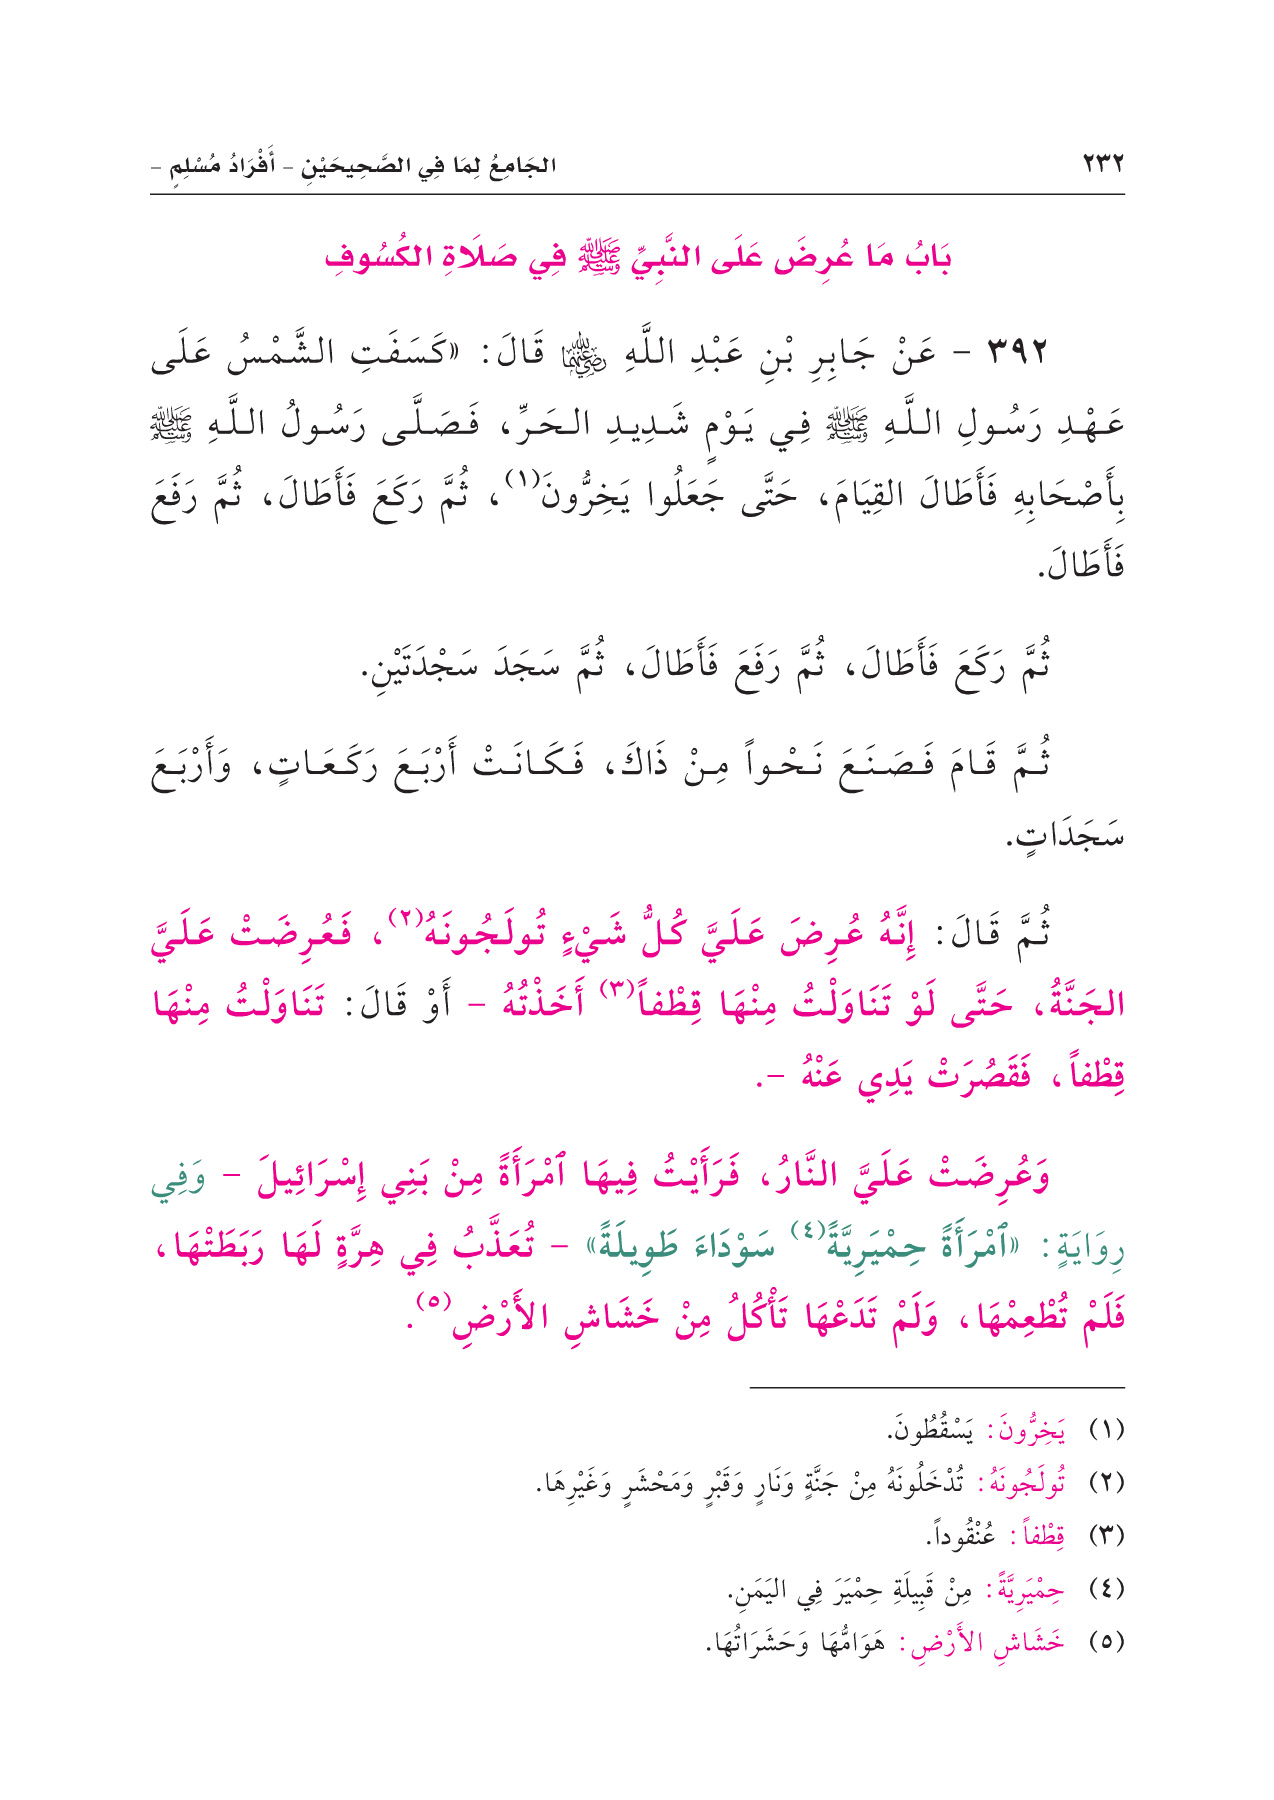 ٢٣٢ الجَامِعُ لِمَا فِي الصَّحِيحَيْنِ - أَفْرَادُ مُسْلِمٍ -
بَابُ مَا عُرِضَ عَلَى النَّبِيِّ ﷺ فِي صَلَاةِ الكُسُوفِ
٣٩٢ - عَنْ جَابِرِ بْنِ عَبْدِ اللَّهِ رضي الله عنهما قَالَ: «كَسَفَتِ الشَّمْسُ عَلَى
عَهْدِ رَسُولِ اللَّهِ ﷺ فِي يَوْمٍ شَدِيدِ الحَرِّ، فَصَلَّى رَسُولُ اللَّهِ ﷺ
بِأَصْحَابِهِ فَأَطَالَ القِيَامَ، حَتَّى جَعَلُوا يَخِرُّونَ(١)، ثُمَّ رَكَعَ فَأَطَالَ، ثُمَّ رَفَعَ
فَأَطَالَ.
ثُمَّ رَكَعَ فَأَطَالَ، ثُمَّ رَفَعَ فَأَطَالَ، ثُمَّ سَجَدَ سَجْدَتَيْنِ.
ثُمَّ قَامَ فَصَنَعَ نَحْواً مِنْ ذَاكَ، فَكَانَتْ أَرْبَعَ رَكَعَاتٍ، وَأَرْبَعَ
سَجَدَاتٍ.
ثُمَّ قَالَ: إِنَّهُ عُرِضَ عَلَيَّ كُلُّ شَيْءٍ تُولَجُونَهُ(٢)، فَعُرِضَتْ عَلَيَّ
الجَنَّةُ، حَتَّى لَوْ تَنَاوَلْتُ مِنْهَا قِطْفاً(٣) أَخَذْتُهُ - أَوْ قَالَ: تَنَاوَلْتُ مِنْهَا
قِطْفاً، فَقَصُرَتْ يَدِي عَنْهُ -.
وَعُرِضَتْ عَلَيَّ النَّارُ، فَرَأَيْتُ فِيهَا ٱمْرَأَةً مِنْ بَنِي إِسْرَائِيلَ - وَفِي
رِوَايَةٍ: «ٱمْرَأَةً حِمْيَرِيَّةً(٤) سَوْدَاءَ طَوِيلَةً» - تُعَذَّبُ فِي هِرَّةٍ لَهَا رَبَطَتْهَا،
فَلَمْ تُطْعِمْهَا، وَلَمْ تَدَعْهَا تَأْكُلُ مِنْ خَشَاشِ الأَرْضِ(٥).
(١) يَخِرُّونَ: يَسْقُطُونَ.
(٢) تُولَجُونَهُ: تُدْخَلُونَهُ مِنْ جَنَّةٍ وَنَارٍ وَقَبْرٍ وَمَحْشَرٍ وَغَيْرِهَا.
(٣) قِطْفاً: عُنْقُوداً.
(٤) حِمْيَرِيَّةً: مِنْ قَبِيلَةِ حِمْيَرَ فِي اليَمَنِ.
(٥) خَشَاشِ الأَرْضِ: هَوَامُّهَا وَحَشَرَاتُهَا.